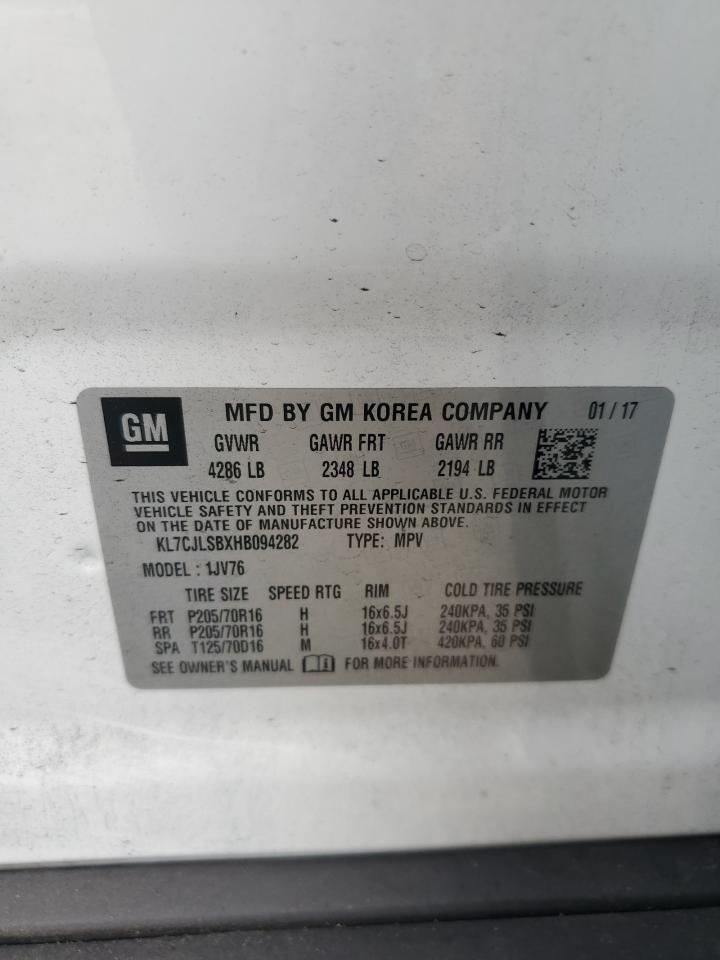 GM MFD BY GM KOREA COMPANY 01/17
GVWR GAWR FRT GAWR RR
4286 LB 2348 LB 2194 LB
THIS VEHICLE CONFORMS TO ALL APPLICABLE U.S. FEDERAL MOTOR
VEHICLE SAFETY AND THEFT PREVENTION STANDARDS IN EFFECT
ON THE DATE OF MANUFACTURE SHOWN ABOVE.
KL7CJLSBXHB094282 TYPE: MPV
MODEL : 1JV76
TIRE SIZE SPEED RTG RIM COLD TIRE PRESSURE
FRT P205/70R16 H 16x6.5J 240KPA, 35 PSI
RR P205/70R16 H 16x6.5J 240KPA, 35 PSI
SPA T125/70D16 M 16x4.0T 420KPA, 60 PSI
SEE OWNER'S MANUAL FOR MORE INFORMATION.